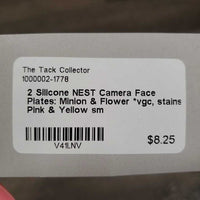 The Tack Collector
1000002-1778
2 Silicone NEST Camera Face
Plates: Minion & Flower *vgc, stains
Pink & Yellow sm
V41LNV
$8.25